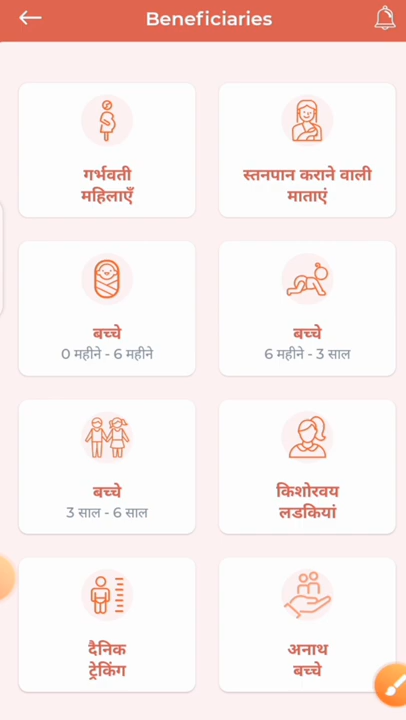 Beneficiaries
गर्भवती
महिलाएँ
स्तनपान कराने वाली
माताएं
बच्चे
0 महीने - 6 महीने
बच्चे
6 महीने - 3 साल
बच्चे
3 साल - 6 साल
किशोरवय
लडकियां
दैनिक
ट्रेकिंग
अनाथ
बच्चे